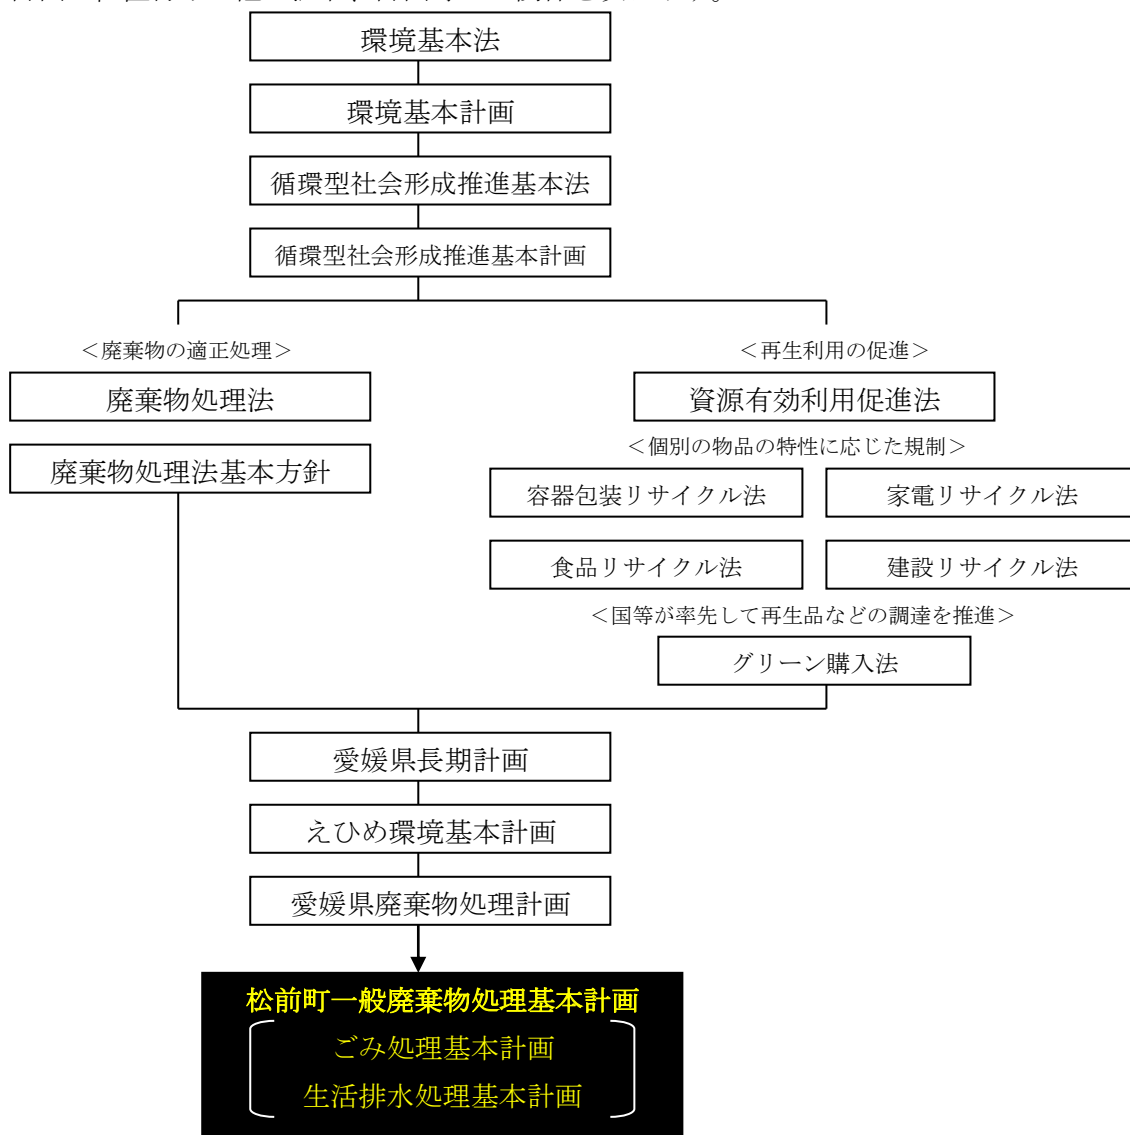 環境基本法
環境基本計画
循環型社会形成推進基本法
循環型社会形成推進基本計画
＜廃棄物の適正処理＞
＜再生利用の促進＞
廃棄物処理法
資源有効利用促進法
＜個別の物品の特性に応じた規制＞
廃棄物処理法基本方針
容器包装リサイクル法
家電リサイクル法
食品リサイクル法
建設リサイクル法
＜国等が率先して再生品などの調達を推進＞
グリーン購入法
愛媛県長期計画
えひめ環境基本計画
愛媛県廃棄物処理計画
松前町一般廃棄物処理基本計画
ごみ処理基本計画
生活排水処理基本計画